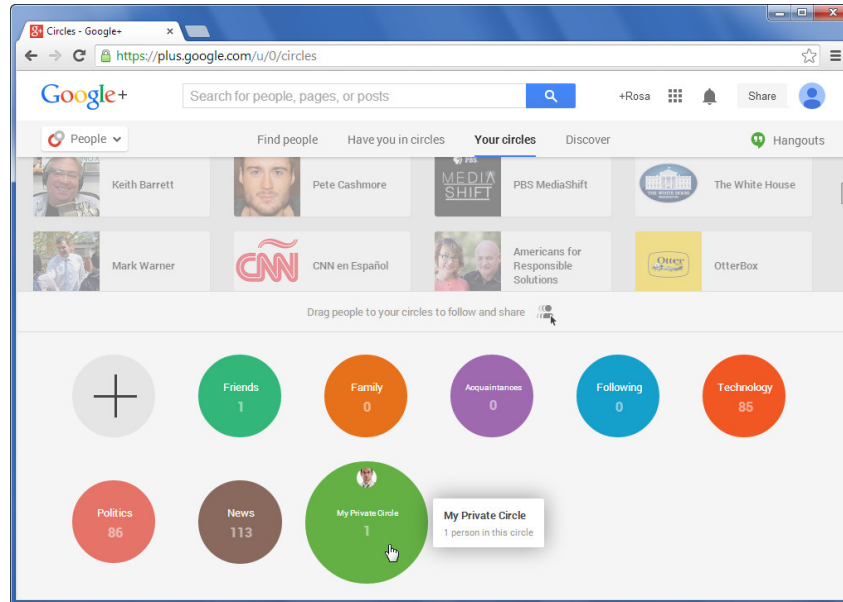 Circles - Google+
https://plus.google.com/u/0/circles
Google+
Search for people, pages, or posts
+Rosa
Share
People
Find people
Have you in circles
Your circles
Discover
Hangouts
Keith Barrett
Pete Cashmore
PBS
MEDIA
SHIFT
PBS MediaShift
THE WHITE HOUSE
The White House
Mark Warner
CNN
CNN en Español
Americans for
Responsible
Solutions
Otter
OtterBox
Drag people to your circles to follow and share
Friends
1
Family
0
Acquaintances
0
Following
0
Technology
85
Politics
86
News
113
My Private Circle
1
My Private Circle
1 person in this circle